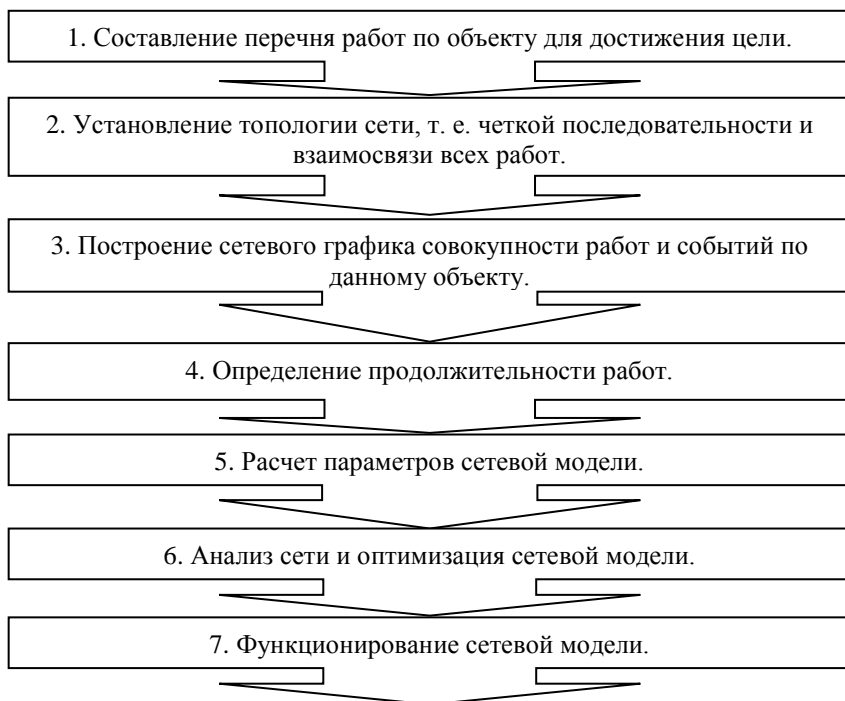 1. Составление перечня работ по объекту для достижения цели.
2. Установление топологии сети, т. е. четкой последовательности и
взаимосвязи всех работ.
3. Построение сетевого графика совокупности работ и событий по
данному объекту.
4. Определение продолжительности работ.
5. Расчет параметров сетевой модели.
6. Анализ сети и оптимизация сетевой модели.
7. Функционирование сетевой модели.